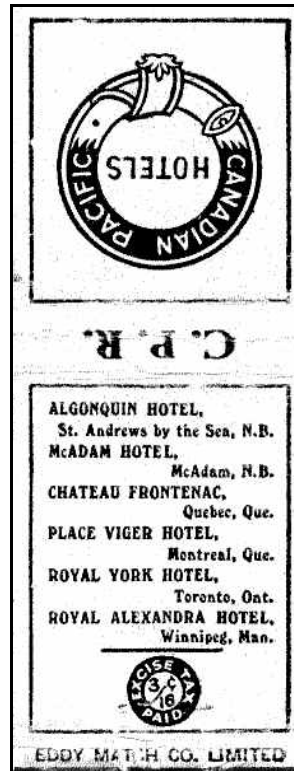 CANADIAN PACIFIC
HOTELS
C. P. R.
ALGONQUIN HOTEL,
St. Andrews by the Sea, N.B.
McADAM HOTEL,
McAdam, N.B.
CHATEAU FRONTENAC,
Quebec, Que.
PLACE VIGER HOTEL,
Montreal, Que.
ROYAL YORK HOTEL,
Toronto, Ont.
ROYAL ALEXANDRA HOTEL,
Winnipeg, Man.
EXCISE TAX
3/16 ¢
PAID
EDDY MATCH CO. LIMITED